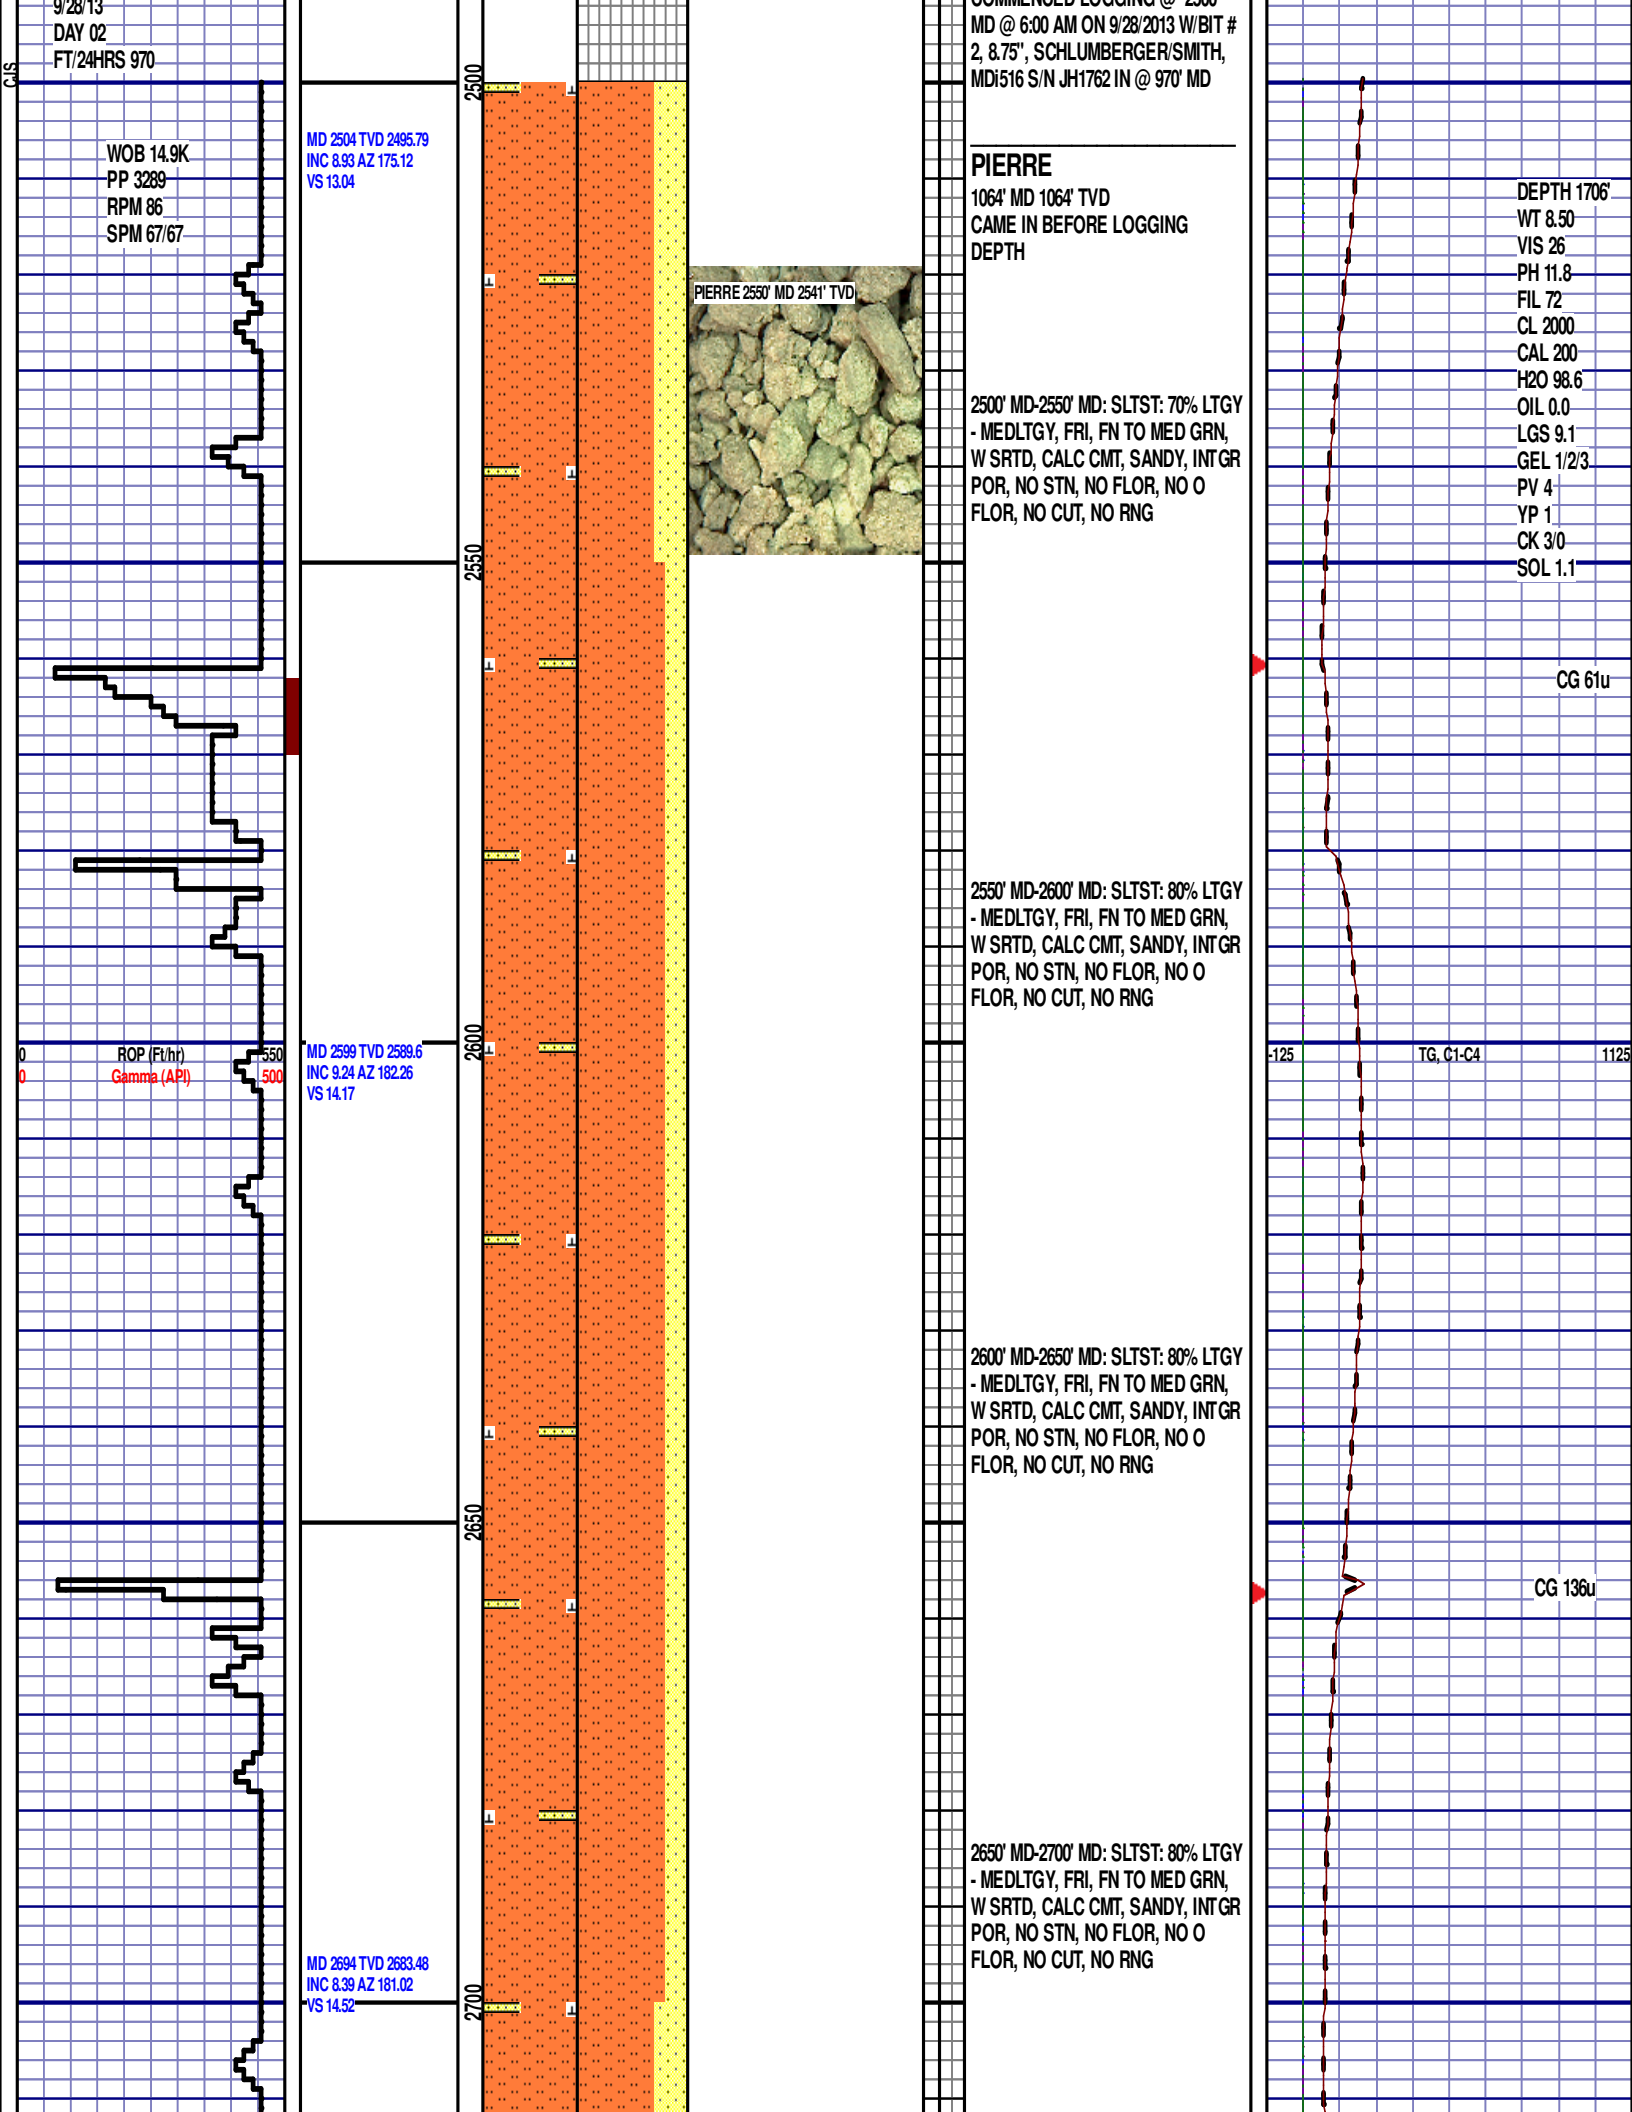 9/28/13
DAY 02
FT/24HRS 970
CJS
WOB 14.9K
PP 3289
RPM 86
SPM 67/67
0 ROP (Ft/hr) 550
0 Gamma (API) 500
MD 2504 TVD 2495.79
INC 8.93 AZ 175.12
VS 13.04
MD 2599 TVD 2589.6
INC 9.24 AZ 182.26
VS 14.17
MD 2694 TVD 2683.48
INC 8.39 AZ 181.02
VS 14.52
2500
2550
2600
2650
2700
PIERRE 2550' MD 2541' TVD
COMMENCED LOGGING @ 2500'
MD @ 6:00 AM ON 9/28/2013 W/BIT #
2, 8.75", SCHLUMBERGER/SMITH,
MDi516 S/N JH1762 IN @ 970' MD
PIERRE
1064' MD 1064' TVD
CAME IN BEFORE LOGGING
DEPTH
2500' MD-2550' MD: SLTST: 70% LTGY
- MEDLTGY, FRI, FN TO MED GRN,
W SRTD, CALC CMT, SANDY, INTGR
POR, NO STN, NO FLOR, NO O
FLOR, NO CUT, NO RNG
2550' MD-2600' MD: SLTST: 80% LTGY
- MEDLTGY, FRI, FN TO MED GRN,
W SRTD, CALC CMT, SANDY, INTGR
POR, NO STN, NO FLOR, NO O
FLOR, NO CUT, NO RNG
2600' MD-2650' MD: SLTST: 80% LTGY
- MEDLTGY, FRI, FN TO MED GRN,
W SRTD, CALC CMT, SANDY, INTGR
POR, NO STN, NO FLOR, NO O
FLOR, NO CUT, NO RNG
2650' MD-2700' MD: SLTST: 80% LTGY
- MEDLTGY, FRI, FN TO MED GRN,
W SRTD, CALC CMT, SANDY, INTGR
POR, NO STN, NO FLOR, NO O
FLOR, NO CUT, NO RNG
DEPTH 1706'
WT 8.50
VIS 26
PH 11.8
FIL 72
CL 2000
CAL 200
H2O 98.6
OIL 0.0
LGS 9.1
GEL 1/2/3
PV 4
YP 1
CK 3/0
SOL 1.1
CG 61u
-125 TG, C1-C4 1125
CG 136u